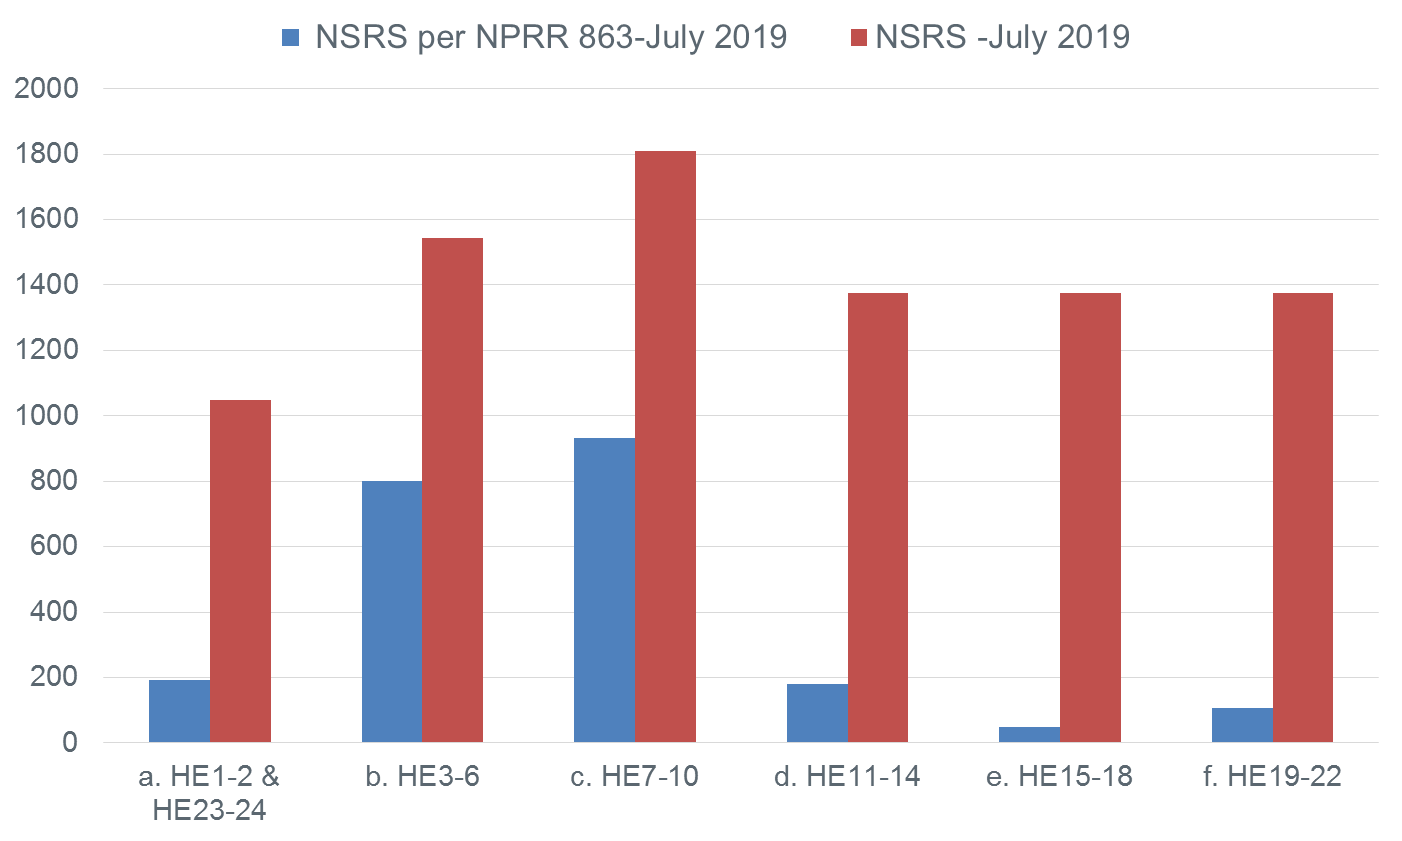 NSRS per NPRR 863-July 2019
NSRS -July 2019
2000
1800
1600
1400
1200
1000
800
600
400
200
0
a. HE1-2 &
HE23-24
b. HE3-6
c. HE7-10
d. HE11-14
e. HE15-18
f. HE19-22